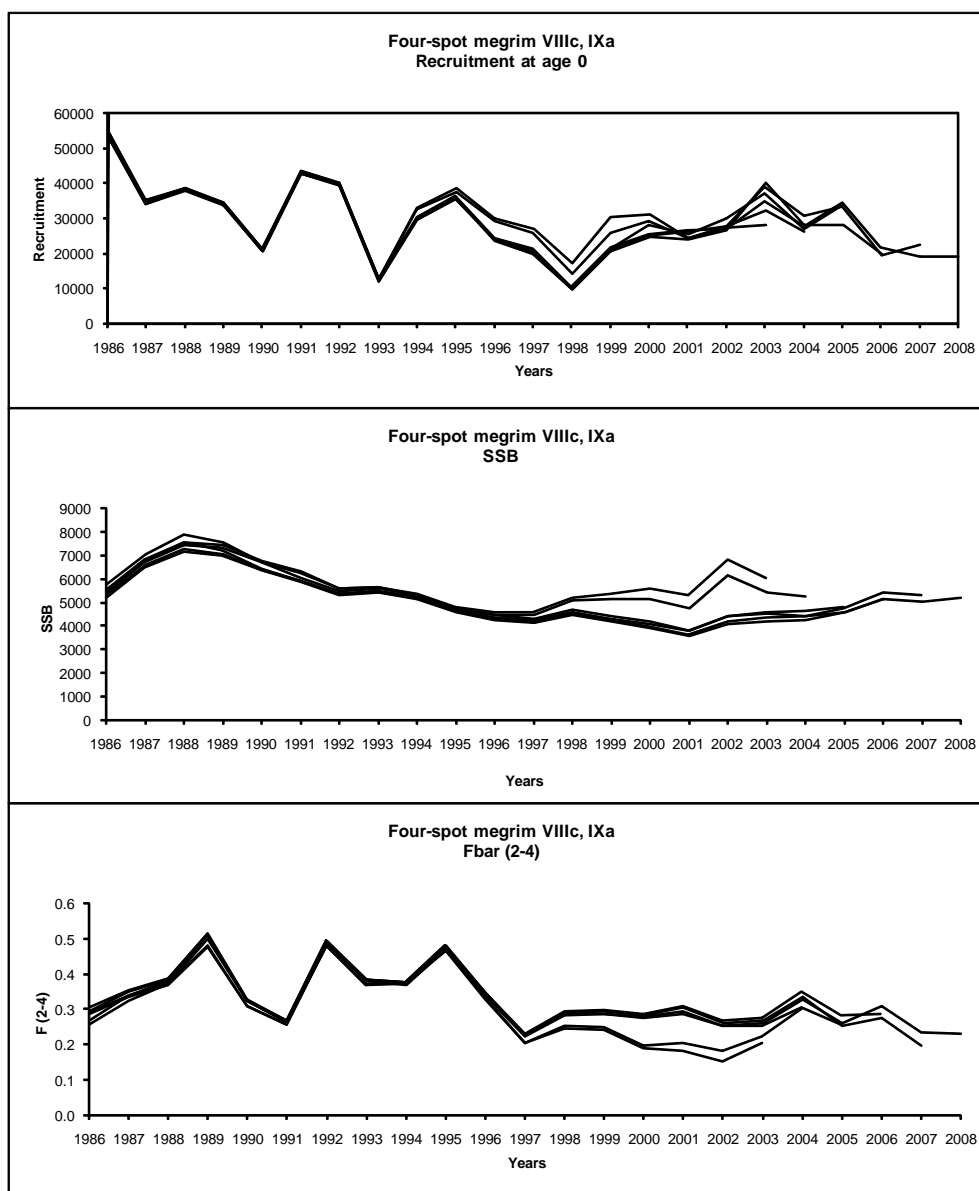 Four-spot megrim VIIIc, IXa
Recruitment at age 0
60000
50000
40000
30000
20000
10000
0
Recruitment
1986 1987 1988 1989 1990 1991 1992 1993 1994 1995 1996 1997 1998 1999 2000 2001 2002 2003 2004 2005 2006 2007 2008
Years
Four-spot megrim VIIIc, IXa
SSB
9000
8000
7000
6000
5000
4000
3000
2000
1000
0
SSB
1986 1987 1988 1989 1990 1991 1992 1993 1994 1995 1996 1997 1998 1999 2000 2001 2002 2003 2004 2005 2006 2007 2008
Years
Four-spot megrim VIIIc, IXa
Fbar (2-4)
0.6
0.5
0.4
0.3
0.2
0.1
0.0
F (2-4)
1986 1987 1988 1989 1990 1991 1992 1993 1994 1995 1996 1997 1998 1999 2000 2001 2002 2003 2004 2005 2006 2007 2008
Years